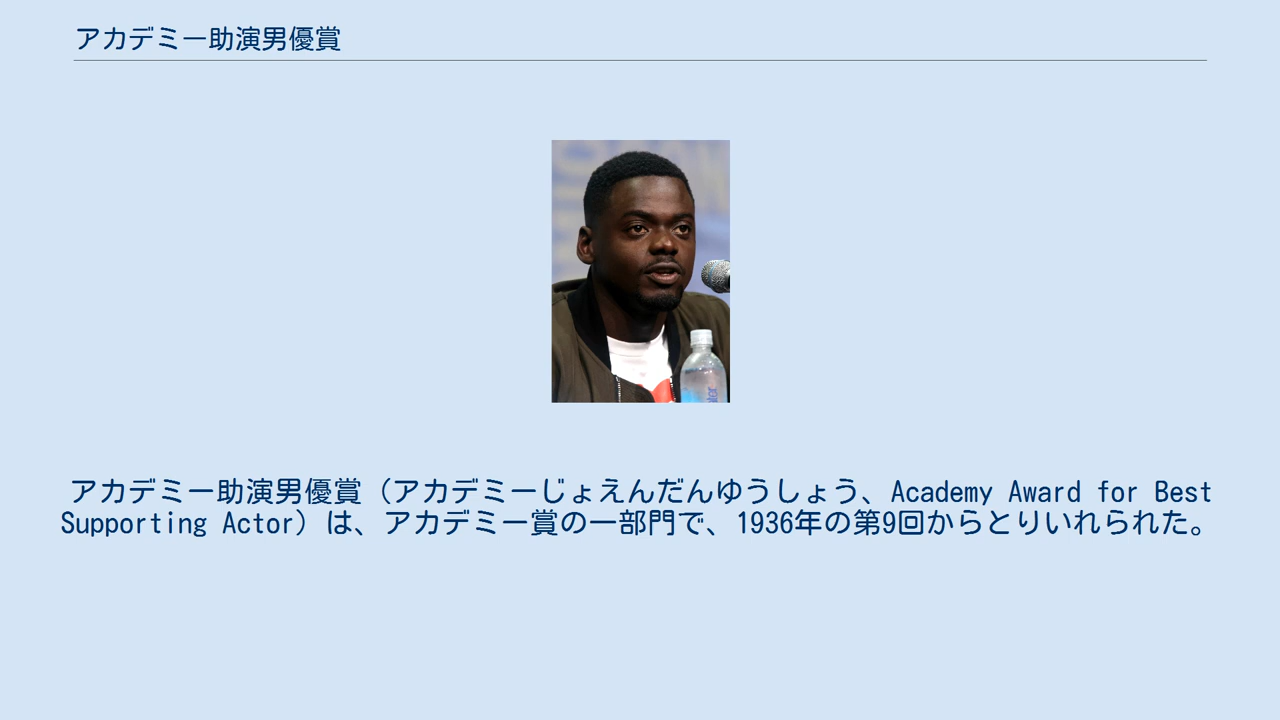 アカデミー助演男優賞
アカデミー助演男優賞（アカデミーじょえんだんゆうしょう、Academy Award for Best
Supporting Actor）は、アカデミー賞の一部門で、1936年の第9回からとりいれられた。